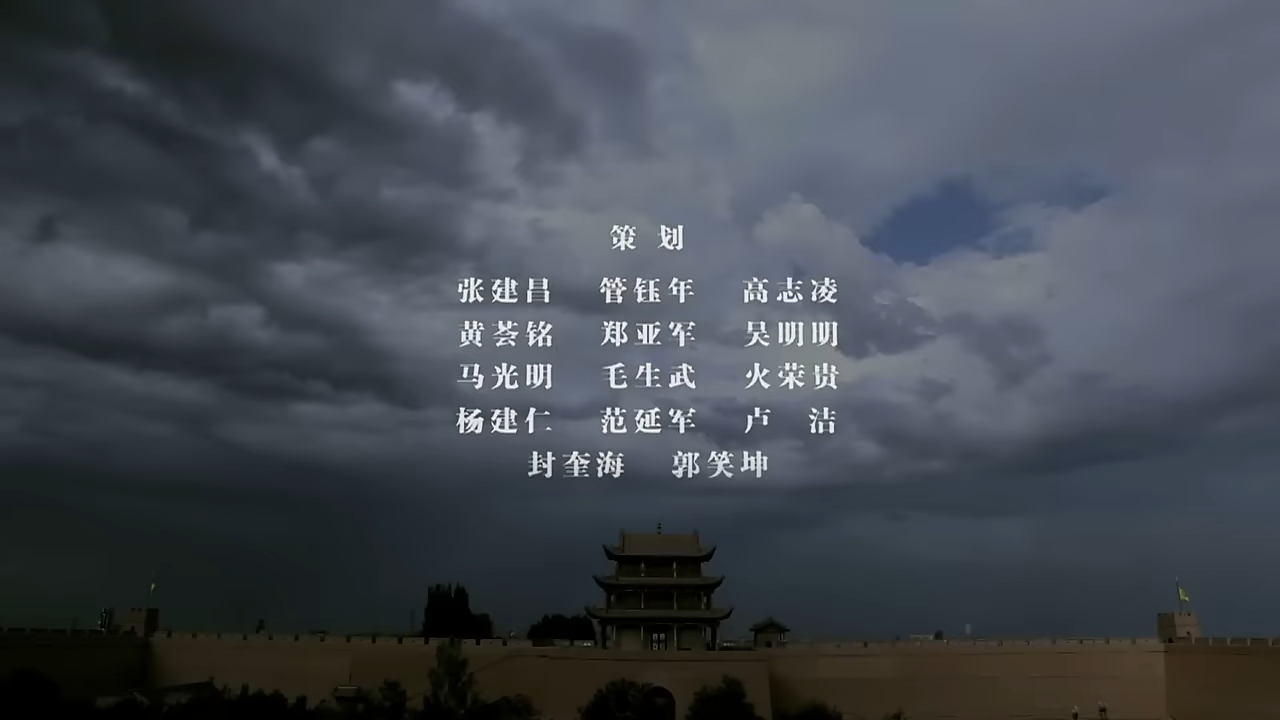 策 划
张建昌 管钰年 高志凌
黄荟铭 郑亚军 吴明明
马光明 毛生武 火荣贵
杨建仁 范延军 卢 洁
封奎海 郭笑坤